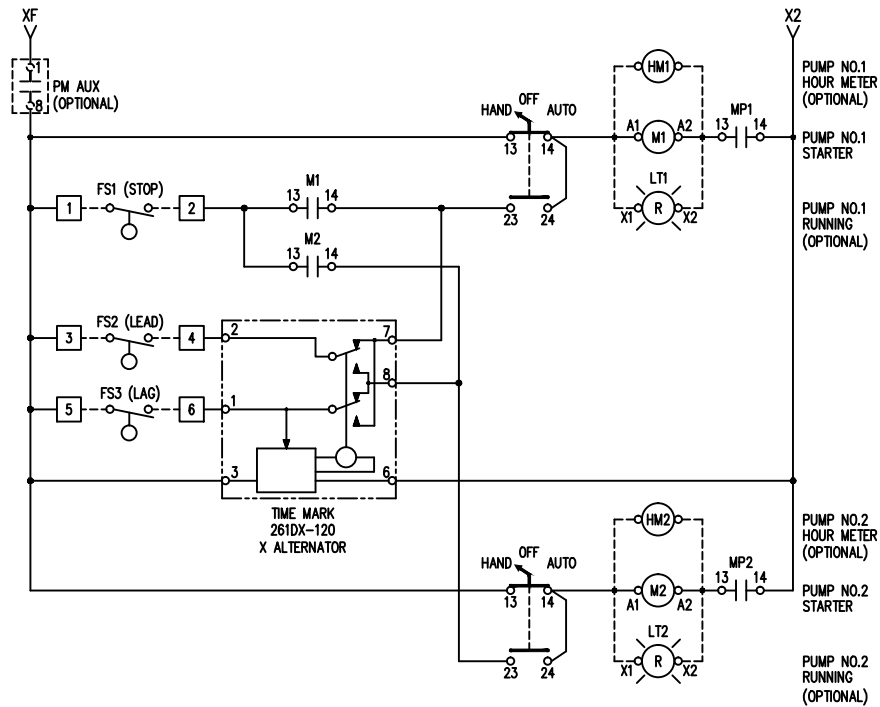 XF
X2
1
8
PM AUX
(OPTIONAL)
HM1
PUMP NO.1
HOUR METER
(OPTIONAL)
OFF
HAND
AUTO
13
14
A1
M1
A2
MP1
13
14
PUMP NO.1
STARTER
LT1
1
FS1 (STOP)
2
M1
13
14
23
24
X1
R
X2
PUMP NO.1
RUNNING
(OPTIONAL)
M2
13
14
3
FS2 (LEAD)
4
2
7
8
5
FS3 (LAG)
6
1
3
6
TIME MARK
261DX-120
X ALTERNATOR
HM2
PUMP NO.2
HOUR METER
(OPTIONAL)
OFF
HAND
AUTO
13
14
A1
M2
A2
MP2
13
14
PUMP NO.2
STARTER
LT2
23
24
X1
R
X2
PUMP NO.2
RUNNING
(OPTIONAL)